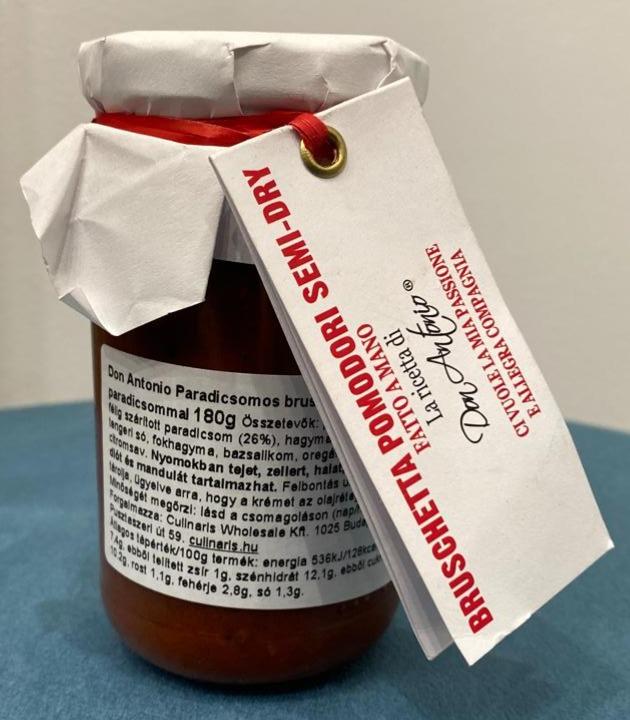 BRUSCHETTA POMODORI SEMI-DRY
FATTO A MANO
La ricetta di
Don Antonio®
CI VUOLE LA MIA PASSIONE
E ALLEGRA COMPAGNIA
Don Antonio Paradicsomos brus
paradicsommal 180g Összetevők:
félig szárított paradicsom (26%), hagyma
tengeri só, fokhagyma, bazsalikom, oregá
citromsav. Nyomokban tejet, zellert, halat,
diót és mandulát tartalmazhat. Felbontás u
tárolja, ügyelve arra, hogy a krémet az olajréte
Minőségét megőrzi: lásd a csomagoláson (nap/h
Forgalmazza: Culinaris Wholesale Kft. 1025 Buda
Pusztaszeri út 59. culinaris.hu
Átlagos tápérték/100g termék: energia 536kJ/128kca
7,4g, ebből telített zsír 1g, szénhidrát 12,1g, ebből cuk
10,2g, rost 1,1g, fehérje 2,8g, só 1,3g.